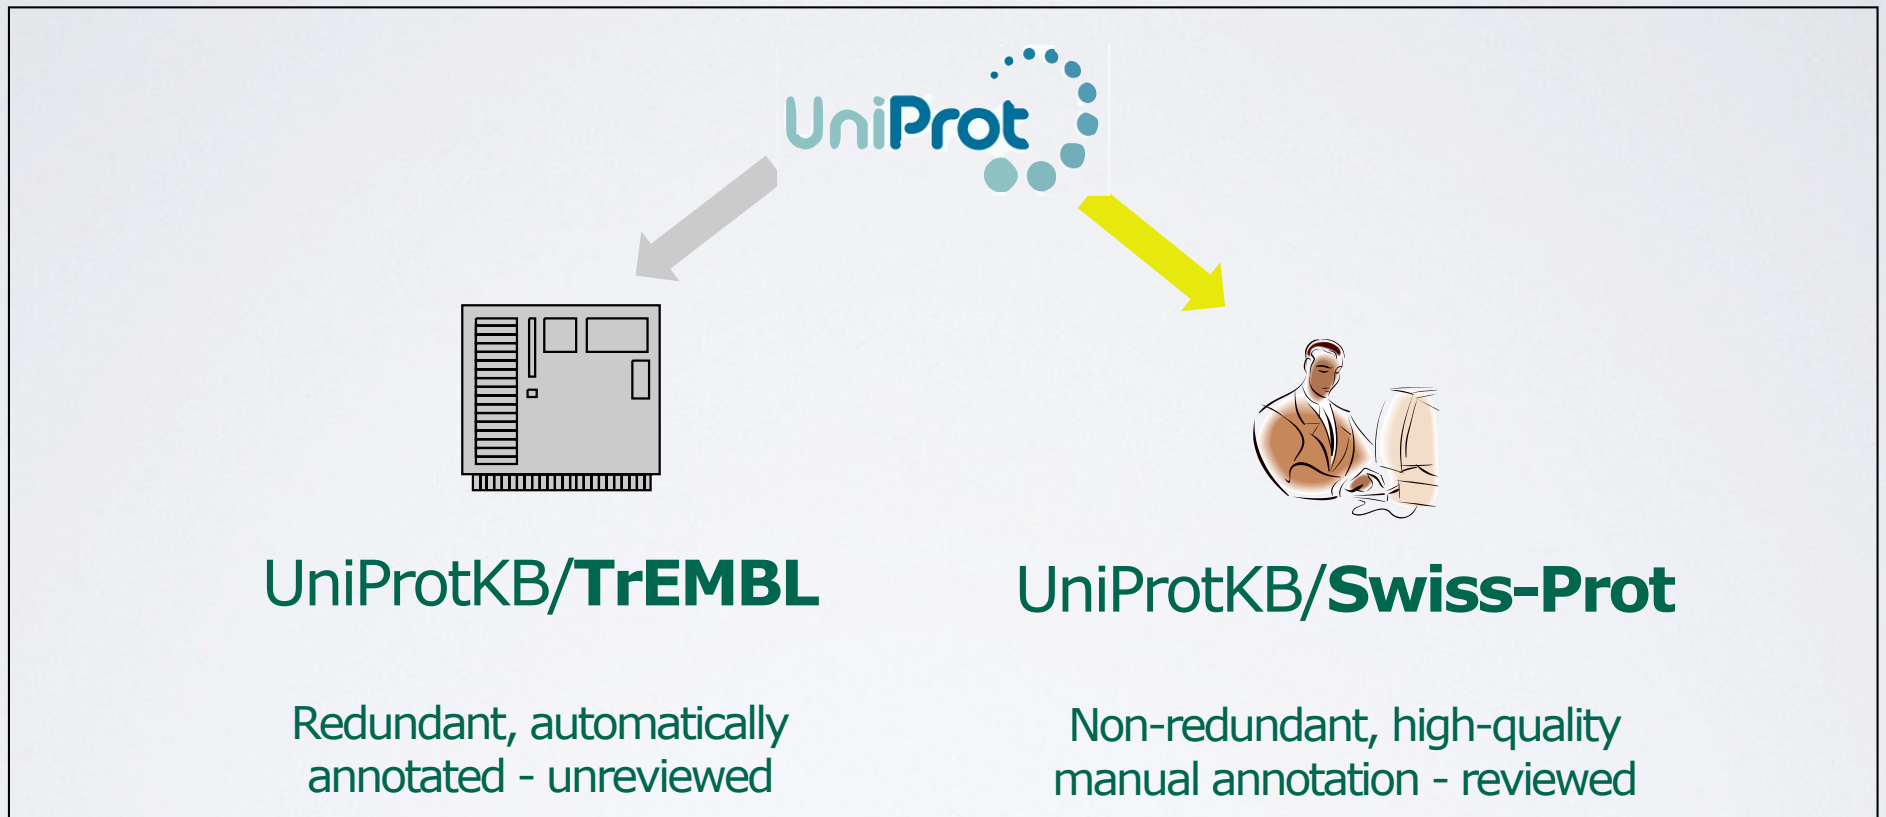 UniProt
UniProtKB/TrEMBL
Redundant, automatically
annotated - unreviewed
UniProtKB/Swiss-Prot
Non-redundant, high-quality
manual annotation - reviewed